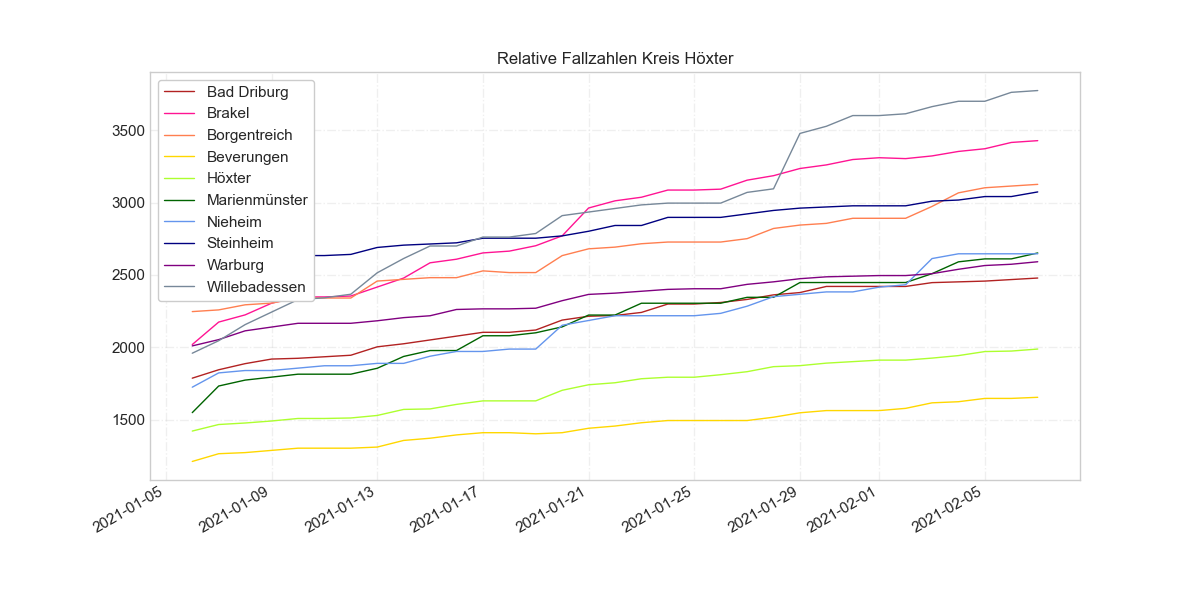 Relative Fallzahlen Kreis Höxter
Bad Driburg
Brakel
Borgentreich
Beverungen
Höxter
Marienmünster
Nieheim
Steinheim
Warburg
Willebadessen
3500
3000
2500
2000
1500
2021-01-05
2021-01-09
2021-01-13
2021-01-17
2021-01-21
2021-01-25
2021-01-29
2021-02-01
2021-02-05